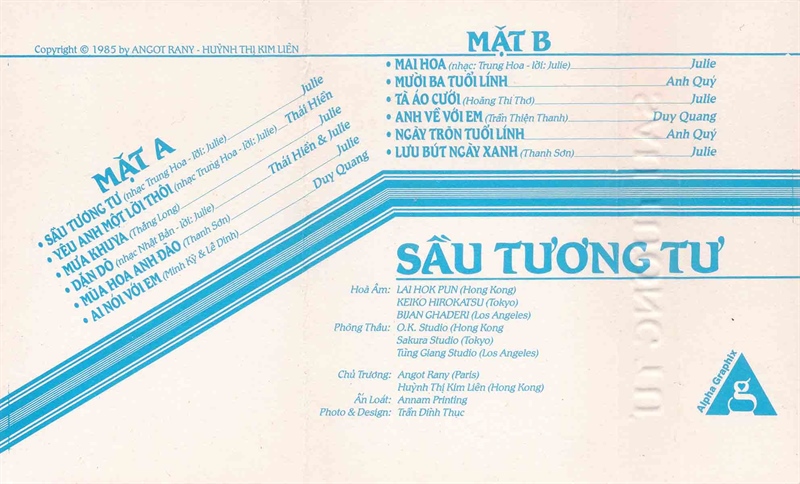 Copyright © 1985 by ANGOT RANY - HUỲNH THỊ KIM LIÊN
MẶT A
• SẦU TƯƠNG TƯ (nhạc Trung Hoa - lời: Julie) Julie
• YÊU ANH MỘT LỜI THÔI (nhạc Trung Hoa - lời: Julie) Thái Hiền
• MƯA KHUYA (Thăng Long) Julie
• DẶN DÒ (nhạc Nhật Bản - lời: Julie) Thái Hiền & Julie
• MÙA HOA ANH ĐÀO (Thanh Sơn)
• AI NÓI VỚI EM (Minh Kỳ & Lê Dinh) Duy Quang
MẶT B
• MAI HOA (nhạc: Trung Hoa - lời: Julie) Julie
• MƯỜI BA TUỔI LÍNH Anh Quý
• TÀ ÁO CƯỚI (Hoàng Thi Thơ) Julie
• ANH VỀ VỚI EM (Trần Thiện Thanh) Duy Quang
• NGÀY TRÒN TUỔI LÍNH Anh Quý
• LƯU BÚT NGÀY XANH (Thanh Sơn) Julie
SẦU TƯƠNG TƯ
Hoà Âm: LAI HOK PUN (Hong Kong)
KEIKO HIROKATSU (Tokyo)
BIJAN GHADERI (Los Angeles)
Phòng Thâu: O.K. Studio (Hong Kong
Sakura Studio (Tokyo)
Tùng Giang Studio (Los Angeles)
Chủ Trương: Angot Rany (Paris)
Huỳnh Thị Kim Liên (Hong Kong)
Ấn Loát: Annam Printing
Photo & Design: Trần Đình Thục
Alpha Graphix
g